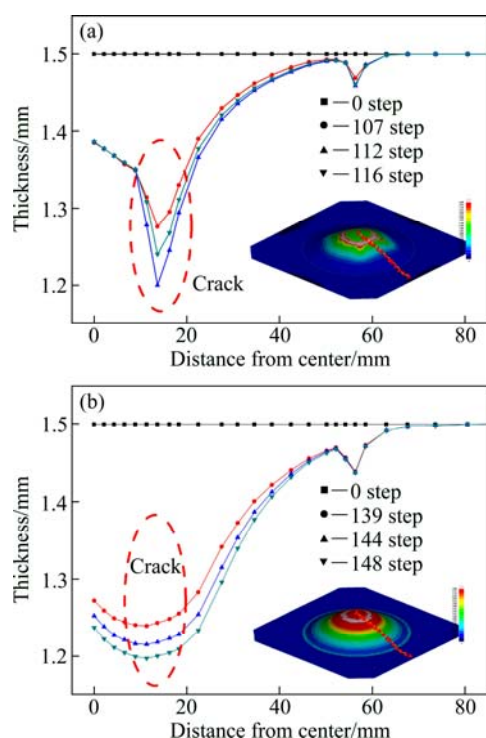 (a)
1.5
1.4
1.3
1.2
Thickness/mm
0 step
107 step
112 step
116 step
Crack
0 20 40 60 80
Distance from center/mm
(b)
1.5
1.4
1.3
1.2
Thickness/mm
0 step
139 step
144 step
148 step
Crack
0 20 40 60 80
Distance from center/mm